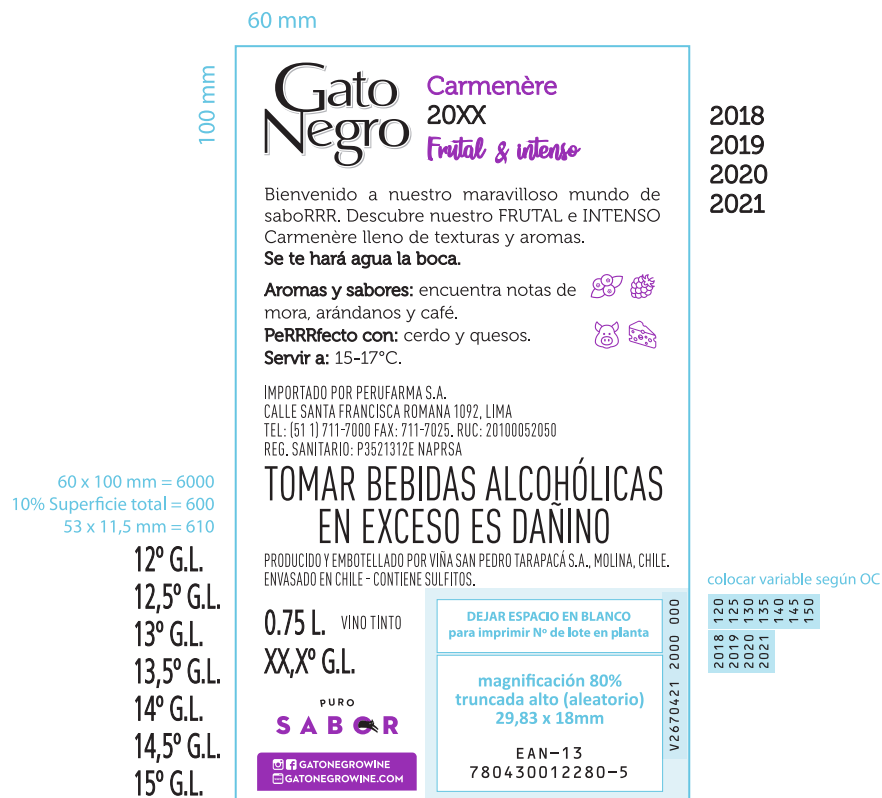 60 mm
100 mm
Gato
Negro
Carmenère
20XX
Frutal & intenso
2018
2019
2020
2021
Bienvenido a nuestro maravilloso mundo de
saboRRR. Descubre nuestro FRUTAL e INTENSO
Carmenère lleno de texturas y aromas.
Se te hará agua la boca.
Aromas y sabores: encuentra notas de
mora, arándanos y café.
PeRRRfecto con: cerdo y quesos.
Servir a: 15-17°C.
IMPORTADO POR PERUFARMA S.A.
CALLE SANTA FRANCISCA ROMANA 1092, LIMA
TEL: (51 1) 711-7000 FAX: 711-7025. RUC: 20100052050
REG. SANITARIO: P3521312E NAPRSA
60 x 100 mm = 6000
10% Superficie total = 600
53 x 11,5 mm = 610
TOMAR BEBIDAS ALCOHÓLICAS
EN EXCESO ES DAÑINO
PRODUCIDO Y EMBOTELLADO POR VIÑA SAN PEDRO TARAPACÁ S.A., MOLINA, CHILE.
ENVASADO EN CHILE - CONTIENE SULFITOS.
12º G.L.
12,5º G.L.
13º G.L.
13,5º G.L.
14º G.L.
14,5º G.L.
15º G.L.
0.75 L. VINO TINTO
XX,Xº G.L.
PURO
SABOR
GATONEGROWINE
GATONEGROWINE.COM
DEJAR ESPACIO EN BLANCO
para imprimir Nº de lote en planta
magnificación 80%
truncada alto (aleatorio)
29,83 x 18mm
EAN-13
780430012280-5
V2670421 2000 000
colocar variable según OC
120
125
130
135
140
145
150
2018
2019
2020
2021